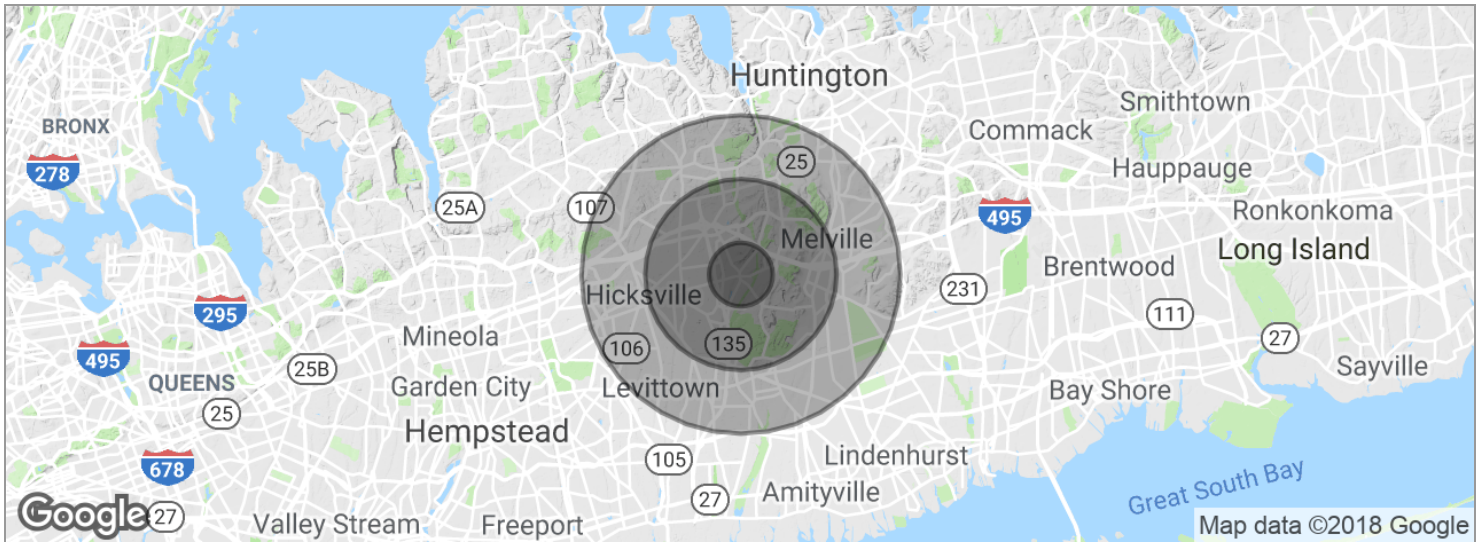 Huntington
Smithtown
Commack
BRONX
25
Hauppauge
278
25A
107
495
Ronkonkoma
Melville
Long Island
Brentwood
Hicksville
231
295
111
Mineola
106
135
27
495
25B
Sayville
QUEENS
Garden City
Levittown
Bay Shore
25
Hempstead
Lindenhurst
105
678
Great South Bay
Amityville
27
Google
27
Valley Stream
Freeport
Map data ©2018 Google